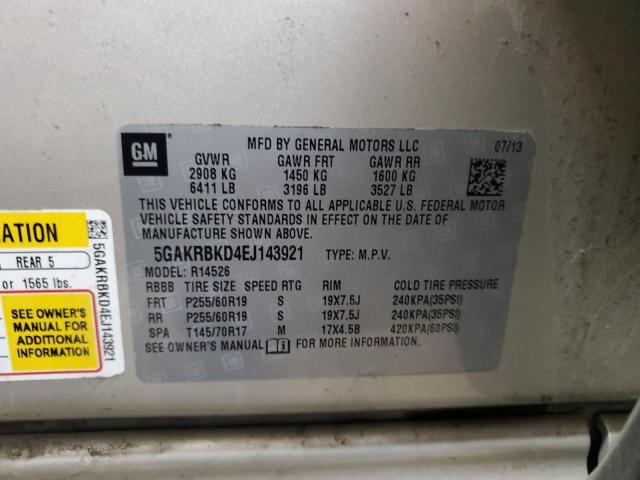 GM
MFD BY GENERAL MOTORS LLC 07/13
GVWR GAWR FRT GAWR RR
2908 KG 1450 KG 1600 KG
6411 LB 3196 LB 3527 LB
THIS VEHICLE CONFORMS TO ALL APPLICABLE U.S. FEDERAL MOTOR
VEHICLE SAFETY STANDARDS IN EFFECT ON THE DATE OF
MANUFACTURE SHOWN ABOVE.
5GAKRBKD4EJ143921 TYPE: M.P.V.
MODEL: R14526
RBBB TIRE SIZE SPEED RTG RIM COLD TIRE PRESSURE
FRT P255/60R19 S 19X7.5J 240KPA(35PSI)
RR P255/60R19 S 19X7.5J 240KPA(35PSI)
SPA T145/70R17 M 17X4.5B 420KPA(60PSI)
SEE OWNER'S MANUAL FOR MORE INFORMATION.
ATION
REAR 5
or 1565 lbs.
SEE OWNER'S
MANUAL FOR
ADDITIONAL
INFORMATION
5GAKRBKD4EJ143921